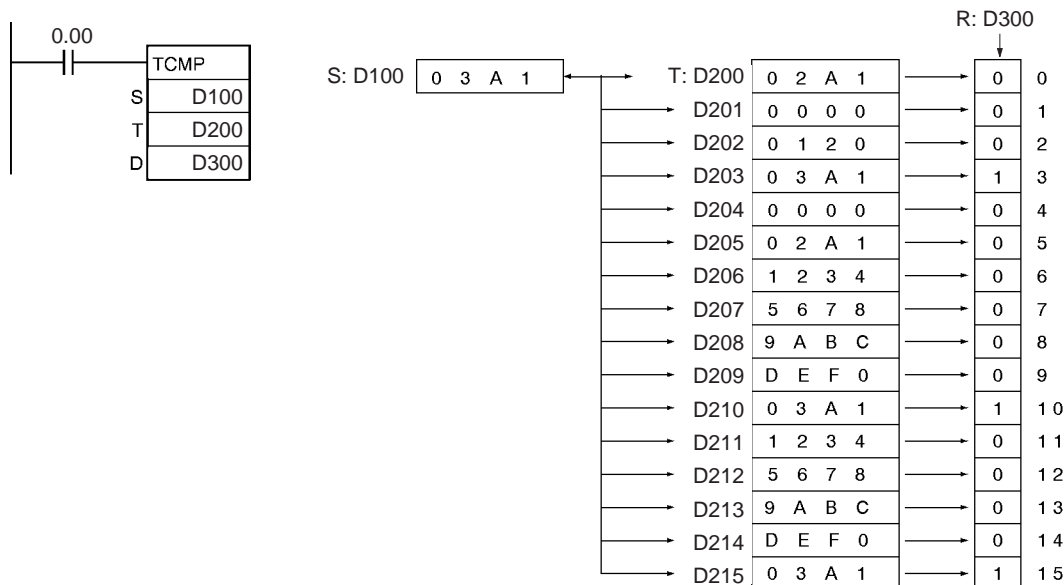 0.00
TCMP
S D100
T D200
D D300
R: D300
S: D100 0 3 A 1 T: D200 0 2 A 1 0 0
D201 0 0 0 0 0 1
D202 0 1 2 0 0 2
D203 0 3 A 1 1 3
D204 0 0 0 0 0 4
D205 0 2 A 1 0 5
D206 1 2 3 4 0 6
D207 5 6 7 8 0 7
D208 9 A B C 0 8
D209 D E F 0 0 9
D210 0 3 A 1 1 10
D211 1 2 3 4 0 11
D212 5 6 7 8 0 12
D213 9 A B C 0 13
D214 D E F 0 0 14
D215 0 3 A 1 1 15